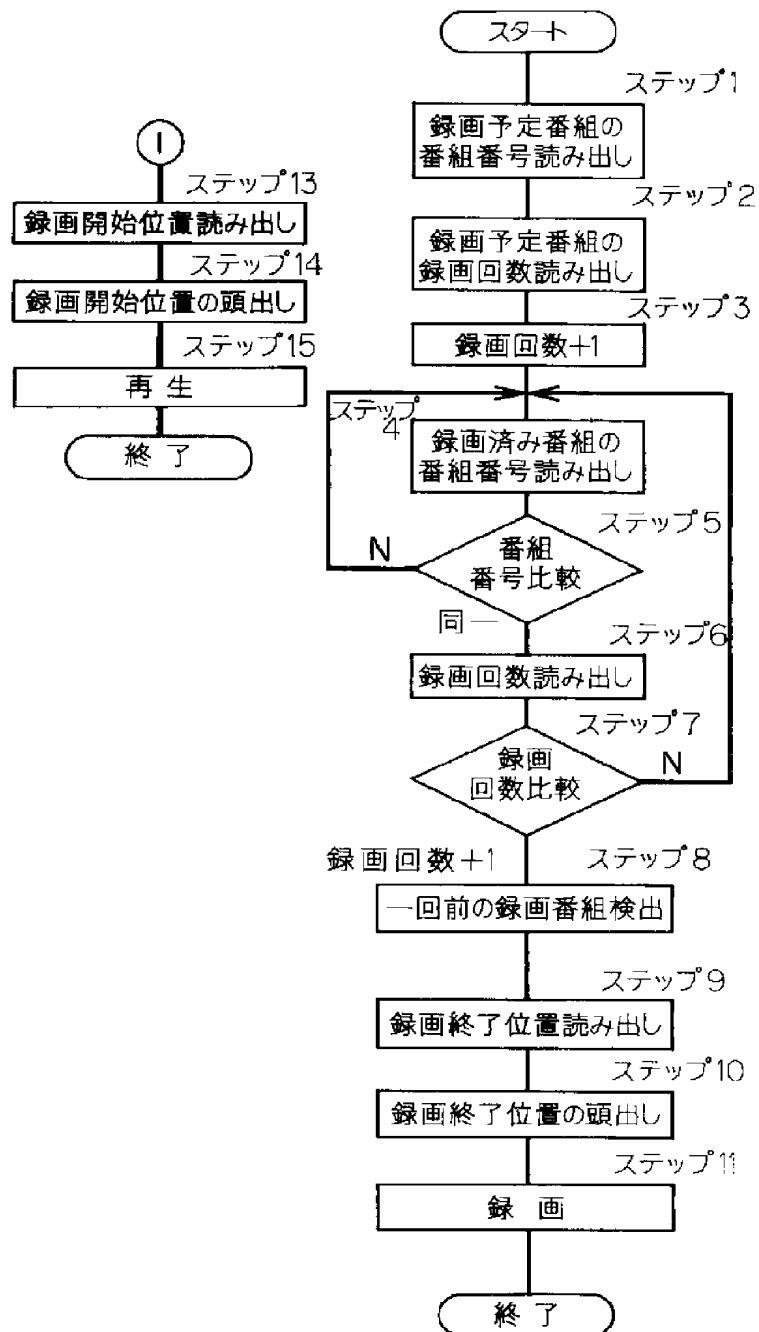 スタート
ステップ1
録画予定番組の
番組番号読み出し
ステップ2
録画予定番組の
録画回数読み出し
ステップ3
録画回数+1
ステップ
4
録画済み番組の
番組番号読み出し
ステップ5
番組
番号比較
N
同一
ステップ6
録画回数読み出し
ステップ7
録画
回数比較
N
録画回数+1
ステップ8
一回前の録画番組検出
ステップ9
録画終了位置読み出し
ステップ10
録画終了位置の頭出し
ステップ11
録画
終了
1
ステップ13
録画開始位置読み出し
ステップ14
録画開始位置の頭出し
ステップ15
再生
終了